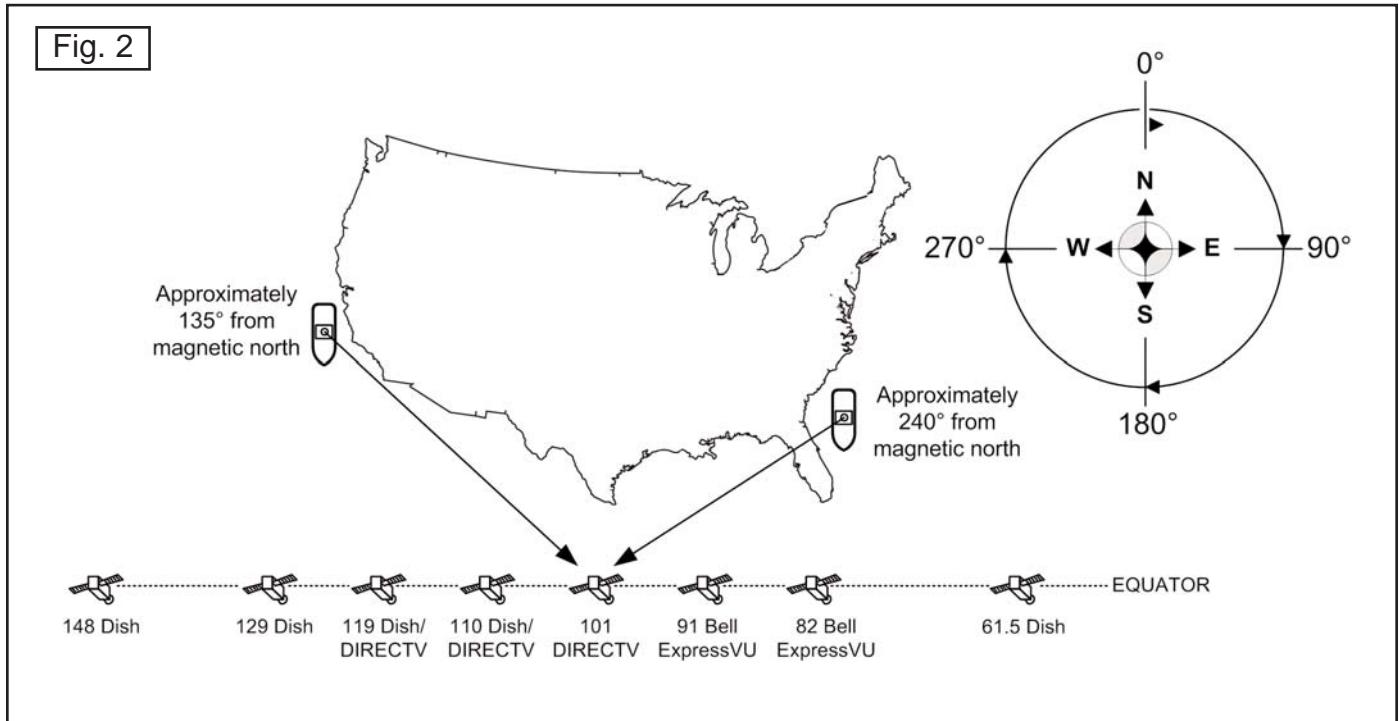 Fig. 2
0°
N
270°
W
E
90°
S
180°
Approximately
135° from
magnetic north
Approximately
240° from
magnetic north
EQUATOR
148 Dish
129 Dish
119 Dish/
DIRECTV
110 Dish/
DIRECTV
101
DIRECTV
91 Bell
ExpressVU
82 Bell
ExpressVU
61.5 Dish